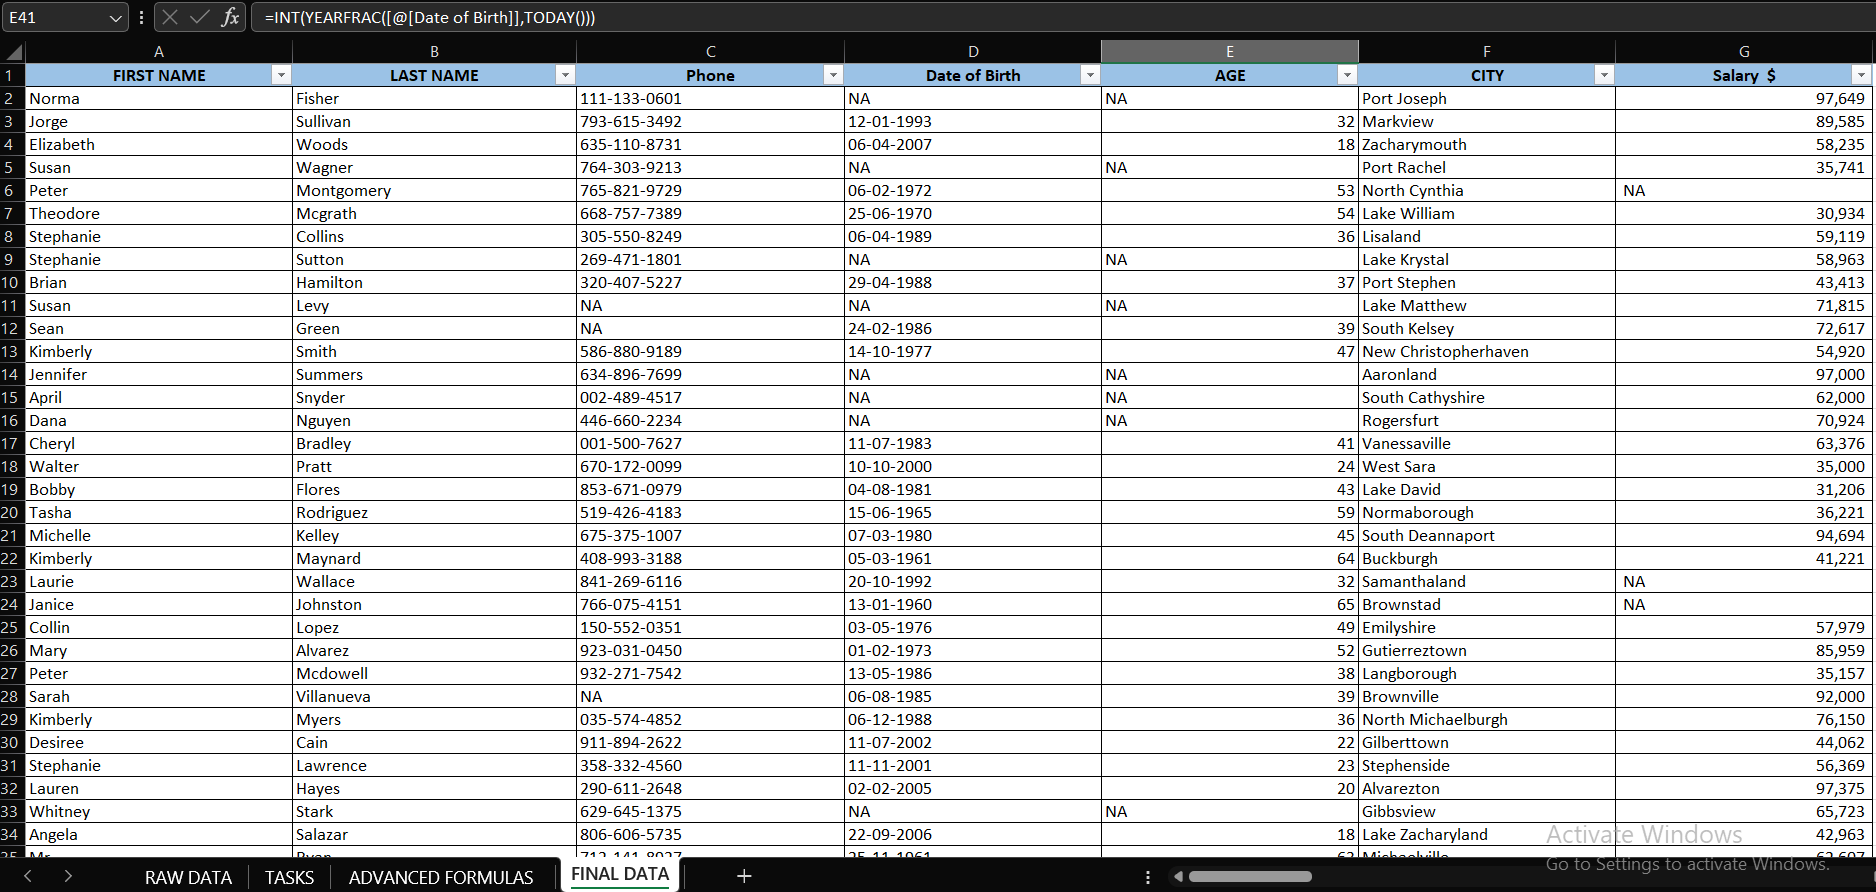 E41 fx =INT(YEARFRAC([@[Date of Birth]],TODAY()))
A B C D E F G
1 FIRST NAME LAST NAME Phone Date of Birth AGE CITY Salary $
2 Norma Fisher 111-133-0601 NA NA Port Joseph 97,649
3 Jorge Sullivan 793-615-3492 12-01-1993 32 Markview 89,585
4 Elizabeth Woods 635-110-8731 06-04-2007 18 Zacharymouth 58,235
5 Susan Wagner 764-303-9213 NA NA Port Rachel 35,741
6 Peter Montgomery 765-821-9729 06-02-1972 53 North Cynthia NA
7 Theodore Mcgrath 668-757-7389 25-06-1970 54 Lake William 30,934
8 Stephanie Collins 305-550-8249 06-04-1989 36 Lisaland 59,119
9 Stephanie Sutton 269-471-1801 NA NA Lake Krystal 58,963
10 Brian Hamilton 320-407-5227 29-04-1988 37 Port Stephen 43,413
11 Susan Levy NA NA NA Lake Matthew 71,815
12 Sean Green NA 24-02-1986 39 South Kelsey 72,617
13 Kimberly Smith 586-880-9189 14-10-1977 47 New Christopherhaven 54,920
14 Jennifer Summers 634-896-7699 NA NA Aaronland 97,000
15 April Snyder 002-489-4517 NA NA South Cathyshire 62,000
16 Dana Nguyen 446-660-2234 NA NA Rogersfurt 70,924
17 Cheryl Bradley 001-500-7627 11-07-1983 41 Vanessaville 63,376
18 Walter Pratt 670-172-0099 10-10-2000 24 West Sara 35,000
19 Bobby Flores 853-671-0979 04-08-1981 43 Lake David 31,206
20 Tasha Rodriguez 519-426-4183 15-06-1965 59 Normaborough 36,221
21 Michelle Kelley 675-375-1007 07-03-1980 45 South Deannaport 94,694
22 Kimberly Maynard 408-993-3188 05-03-1961 64 Buckburgh 41,221
23 Laurie Wallace 841-269-6116 20-10-1992 32 Samanthaland NA
24 Janice Johnston 766-075-4151 13-01-1960 65 Brownstad NA
25 Collin Lopez 150-552-0351 03-05-1976 49 Emilyshire 57,979
26 Mary Alvarez 923-031-0450 01-02-1973 52 Gutierreztown 85,959
27 Peter Mcdowell 932-271-7542 13-05-1986 38 Langborough 35,157
28 Sarah Villanueva NA 06-08-1985 39 Brownville 92,000
29 Kimberly Myers 035-574-4852 06-12-1988 36 North Michaelburgh 76,150
30 Desiree Cain 911-894-2622 11-07-2002 22 Gilberttown 44,062
31 Stephanie Lawrence 358-332-4560 11-11-2001 23 Stephenside 56,369
32 Lauren Hayes 290-611-2648 02-02-2005 20 Alvarezton 97,375
33 Whitney Stark 629-645-1375 NA NA Gibbsview 65,723
34 Angela Salazar 806-606-5735 22-09-2006 18 Lake Zacharyland 42,963
Activate Windows
Go to Settings to activate Windows.
RAW DATA TASKS ADVANCED FORMULAS FINAL DATA +